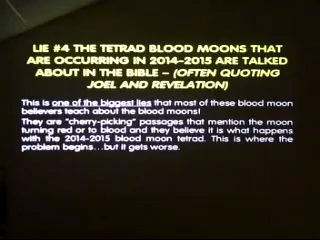 LIE #4 THE TETRAD BLOOD MOONS THAT
ARE OCCURRING IN 2014-2015 ARE TALKED
ABOUT IN THE BIBLE – (OFTEN QUOTING
JOEL AND REVELATION)
This is one of the biggest lies that most of these blood moon
believers teach about the blood moons!
They are "cherry-picking" passages that mention the moon
turning red or to blood and they believe it is what happens
with the 2014-2015 blood moon tetrad. This is where the
problem begins...but it gets worse.